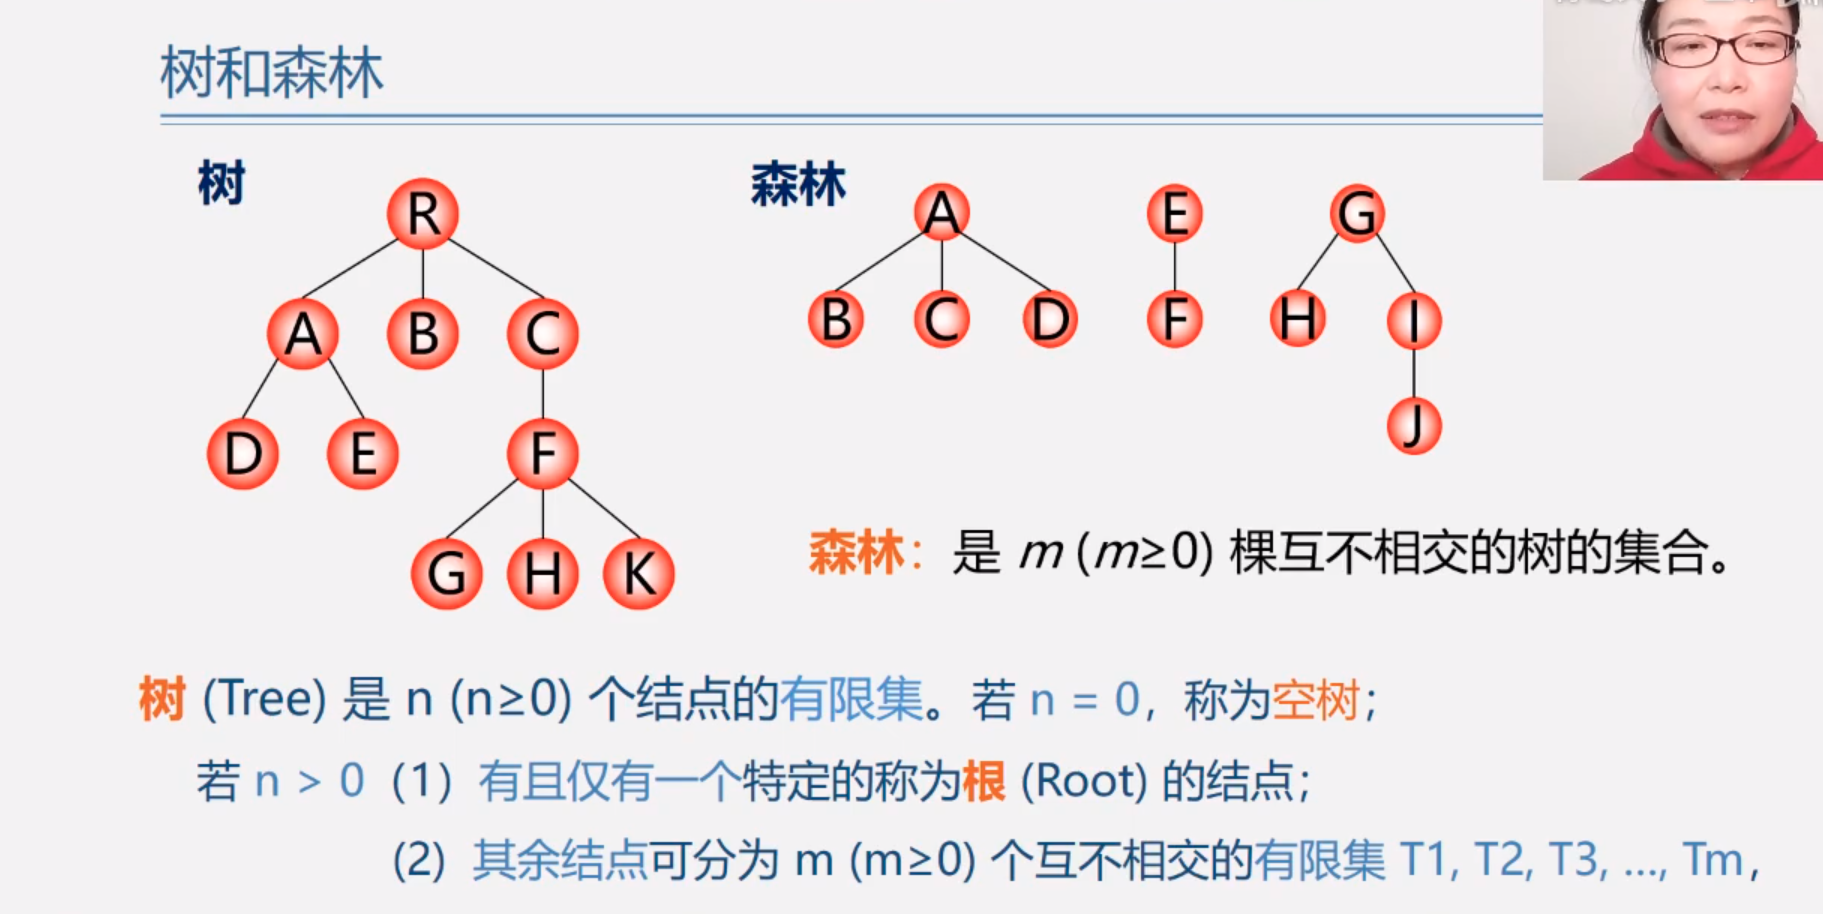 树和森林
树
森林
R
A B C
D E F
G H K
A E G
B C D F H I
J
森林：是 m (m≥0) 棵互不相交的树的集合。
树 (Tree) 是 n (n≥0) 个结点的有限集。若 n = 0，称为空树；
若 n > 0（1）有且仅有一个特定的称为根 (Root) 的结点；
(2) 其余结点可分为 m (m≥0) 个互不相交的有限集 T1, T2, T3, ..., Tm，